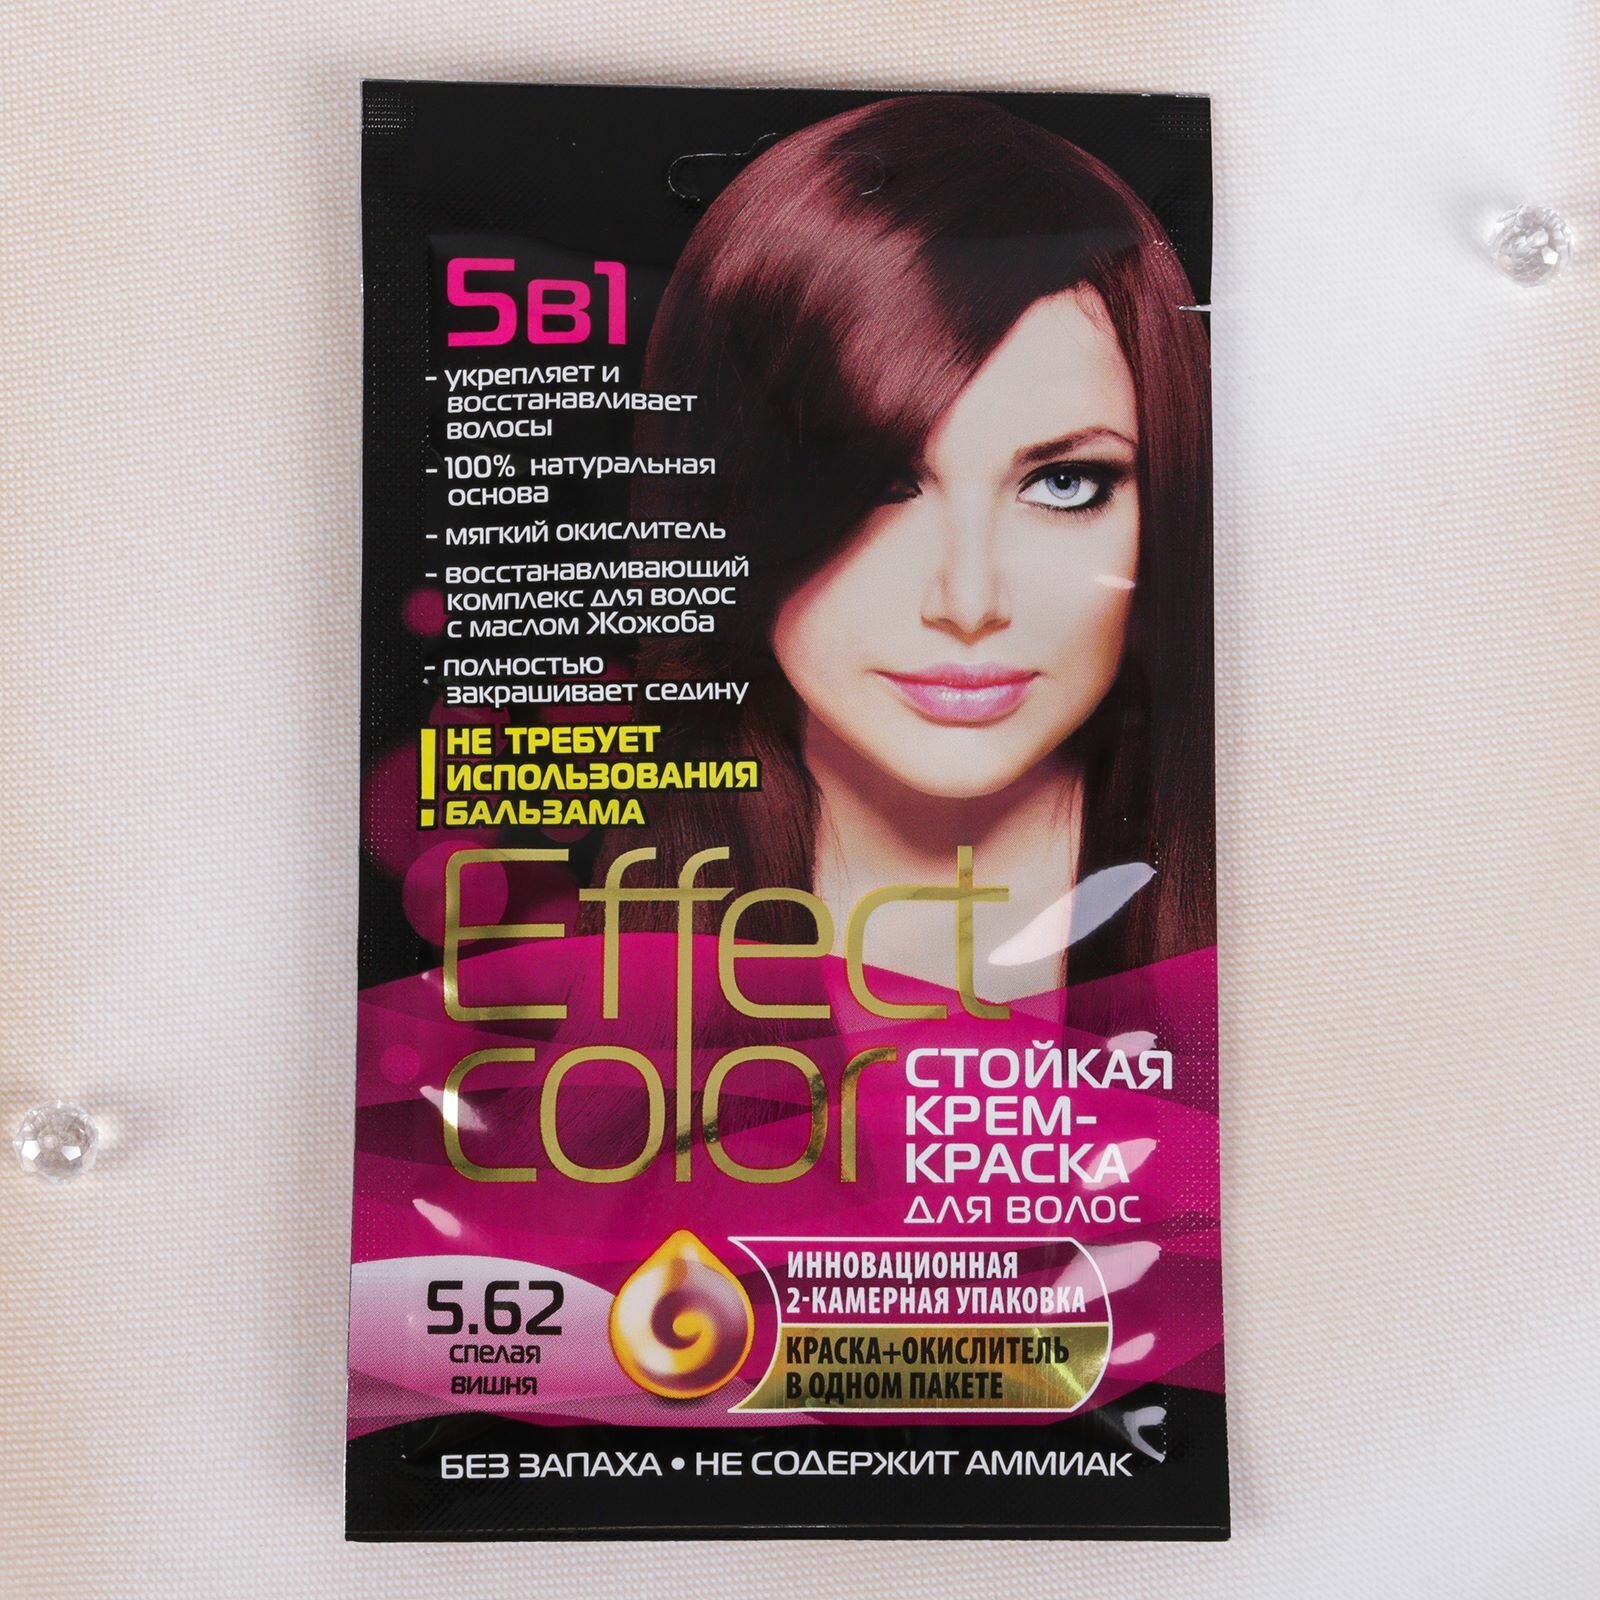 5в1
- укрепляет и
восстанавливает
волосы
- 100% натуральная
основа
- мягкий окислитель
- восстанавливающий
комплекс для волос
с маслом Жожоба
- полностью
закрашивает седину
! НЕ ТРЕБУЕТ
ИСПОЛЬЗОВАНИЯ
БАЛЬЗАМА
Effect
color
СТОЙКАЯ
КРЕМ-
КРАСКА
ДЛЯ ВОЛОС
5.62
спелая
вишня
ИННОВАЦИОННАЯ
2-КАМЕРНАЯ УПАКОВКА
КРАСКА+ОКИСЛИТЕЛЬ
В ОДНОМ ПАКЕТЕ
БЕЗ ЗАПАХА • НЕ СОДЕРЖИТ АММИАК